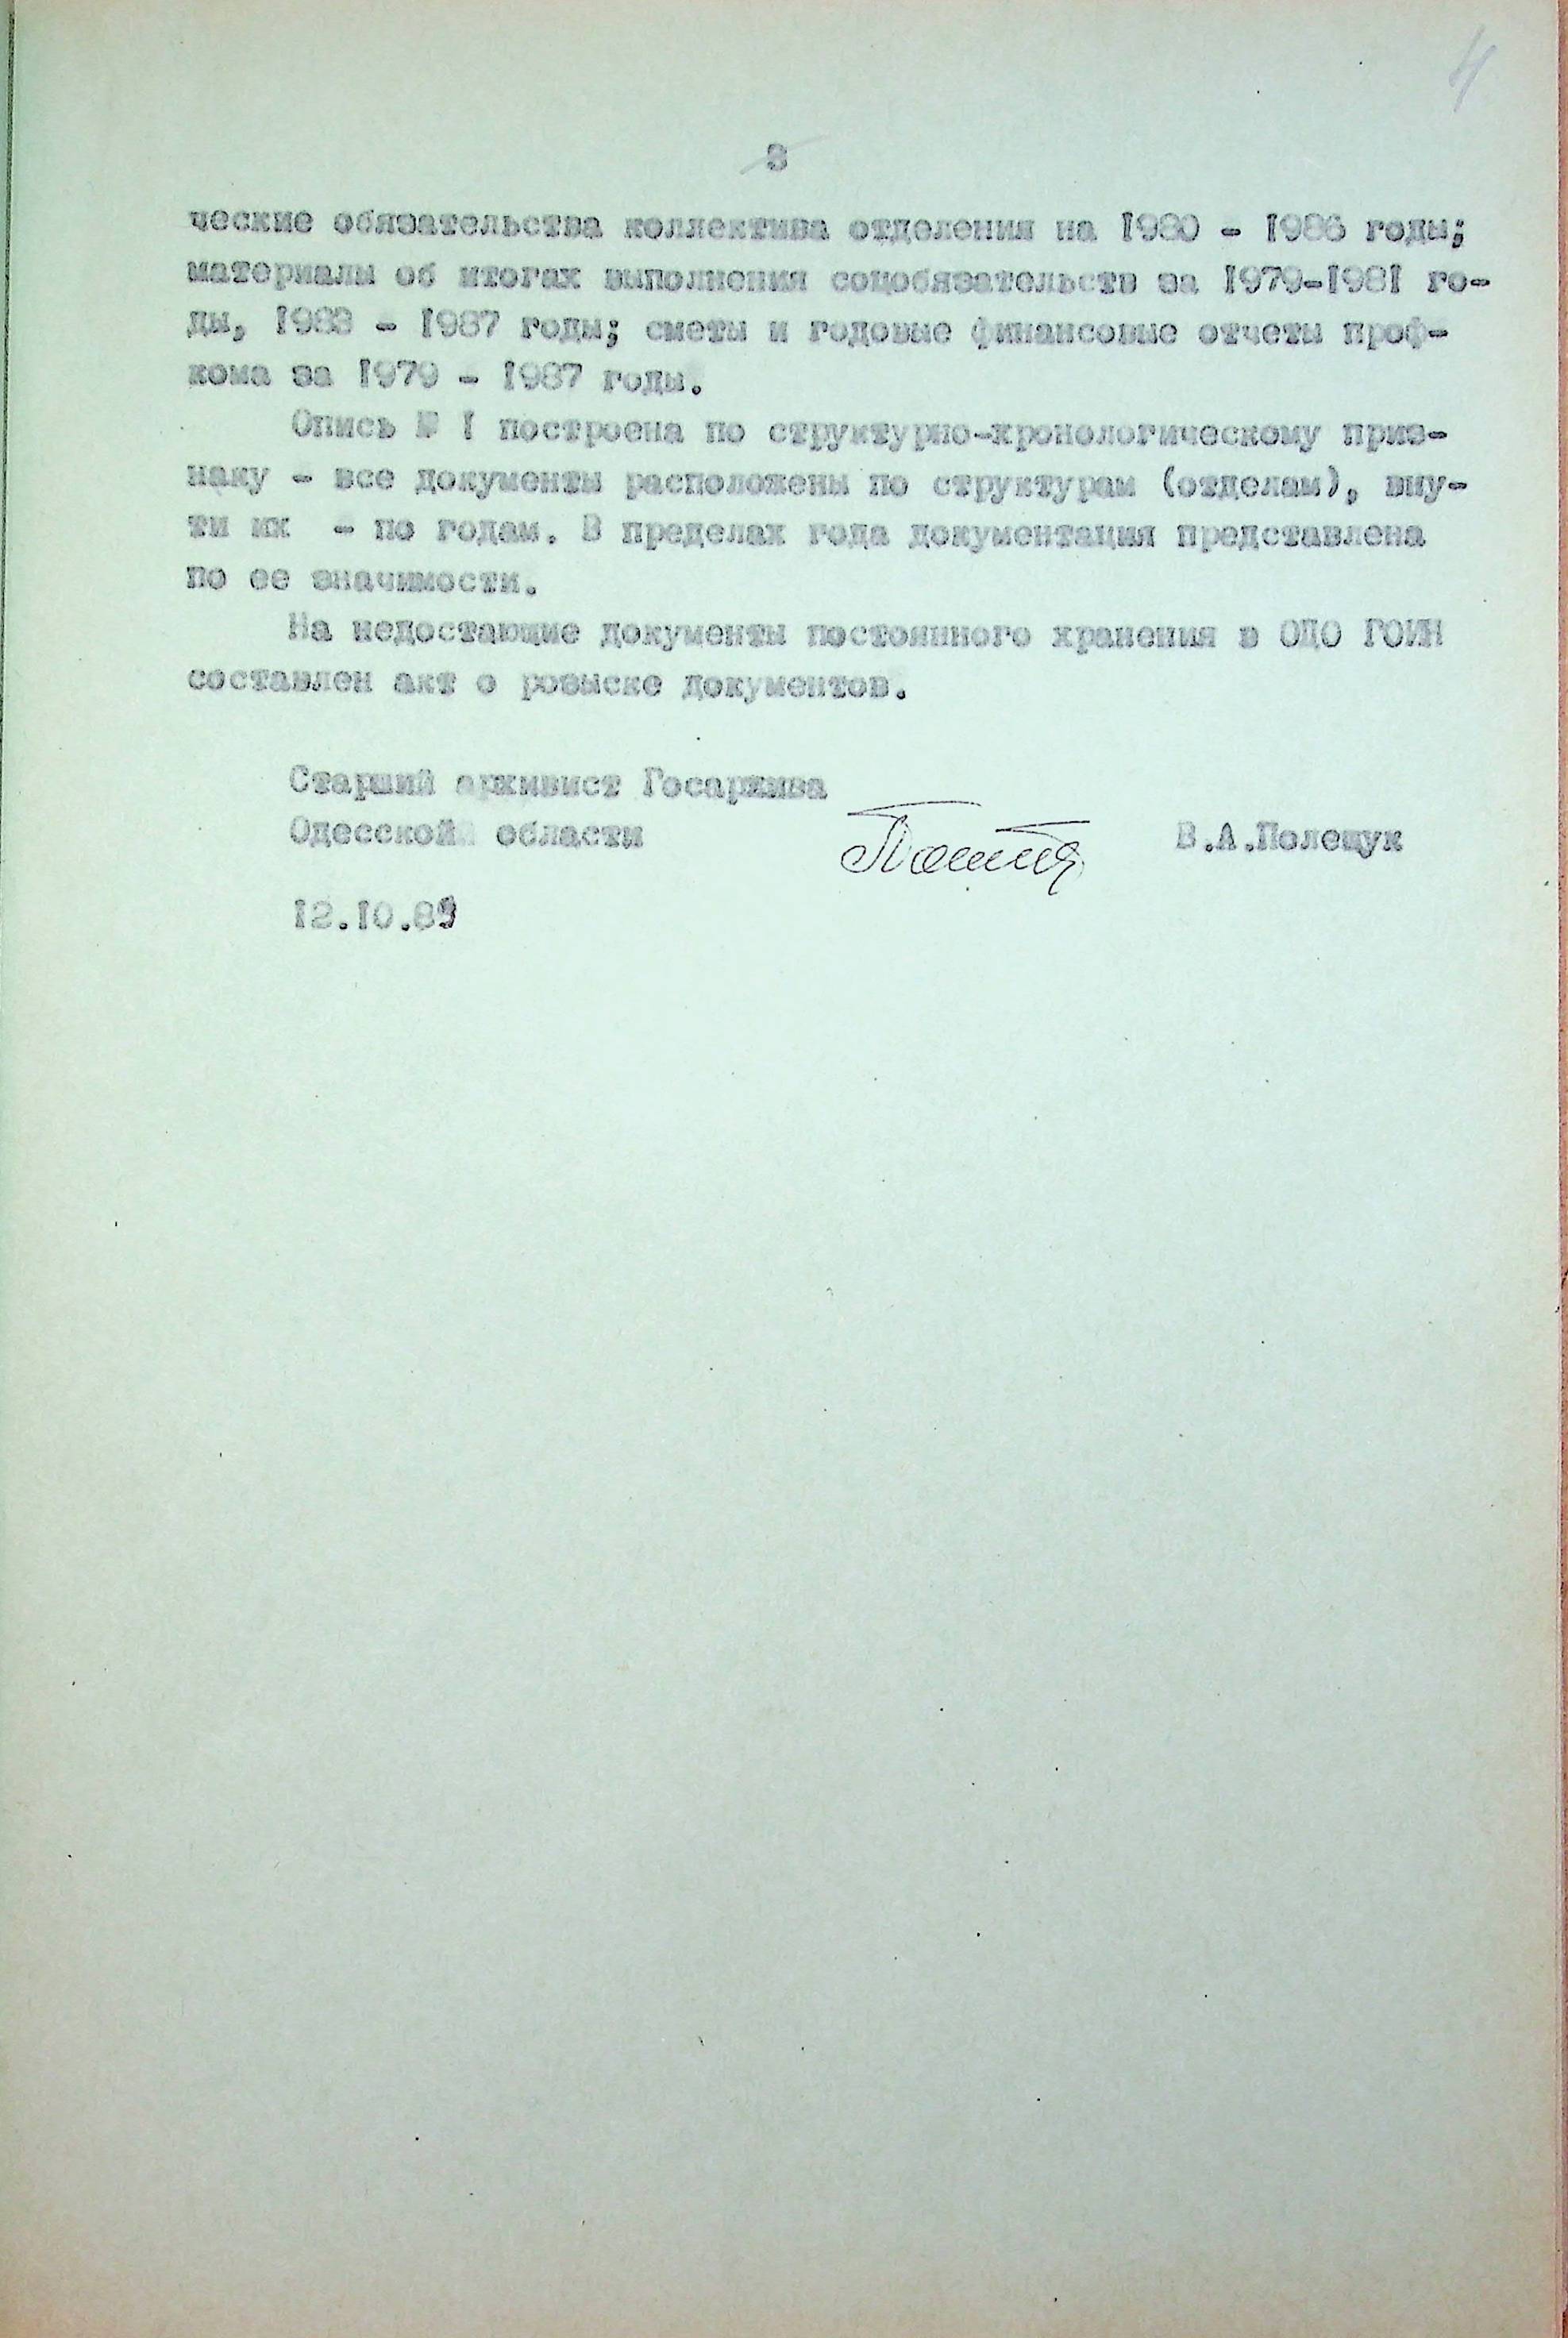 4
3
ческие обязательства коллектива отделения на 1980 - 1986 годы;
материалы об итогах выполнения соцобязательств за 1979-1981 го-
ды, 1983 - 1987 годы; сметы и годовые финансовые отчеты проф-
кома за 1979 - 1987 годы.
Опись № 1 построена по структурно-хронологическому приз-
наку - все документы расположены по структурам (отделам), вну-
ти их - по годам. В пределах года документация представлена
по ее значимости.
На недостающие документы постоянного хранения в ОДО ГОИН
составлен акт о розыске документов.
Старший архивист Госархива
Одесской области В.А.Полещук
12.10.89